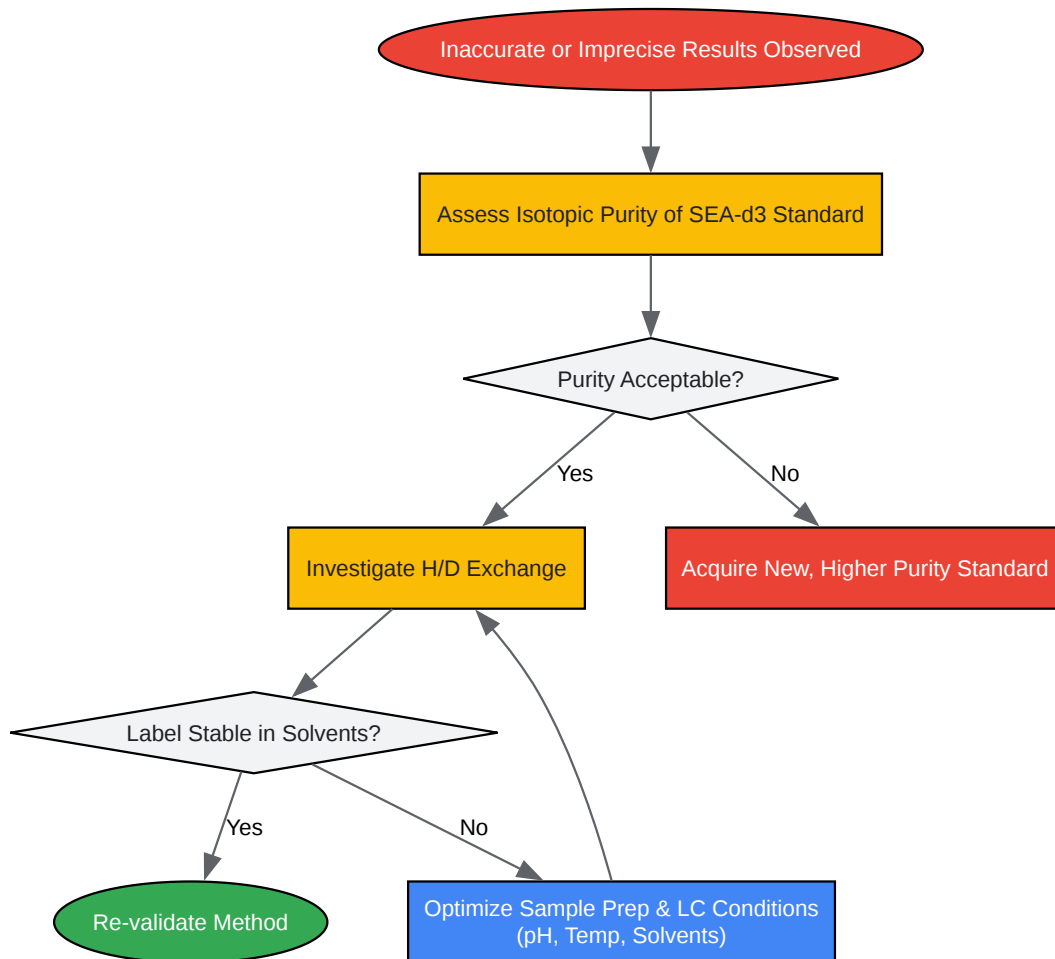 Inaccurate or Imprecise Results Observed
Assess Isotopic Purity of SEA-d3 Standard
Purity Acceptable?
Yes
No
Investigate H/D Exchange
Acquire New, Higher Purity Standard
Label Stable in Solvents?
Yes
No
Re-validate Method
Optimize Sample Prep & LC Conditions
(pH, Temp, Solvents)